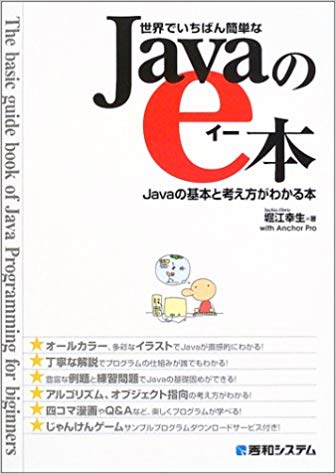 世界でいちばん簡単な
Javaの
e本
イー
Javaの基本と考え方がわかる本
堀江幸生・著
with Anchor Pro
The basic guide book of Java Programming for biginners
オールカラー、多彩なイラストでJavaが直感的にわかる!
丁寧な解説でプログラムの仕組みが誰でもわかる!
豊富な例題と練習問題でJavaの基礎固めができる!
アルゴリズム、オブジェクト指向の考え方がわかる!
四コマ漫画やQ&Aなど、楽しくプログラムが学べる!
じゃんけんゲームサンプルプログラムダウンロードサービス付き!
秀和システム